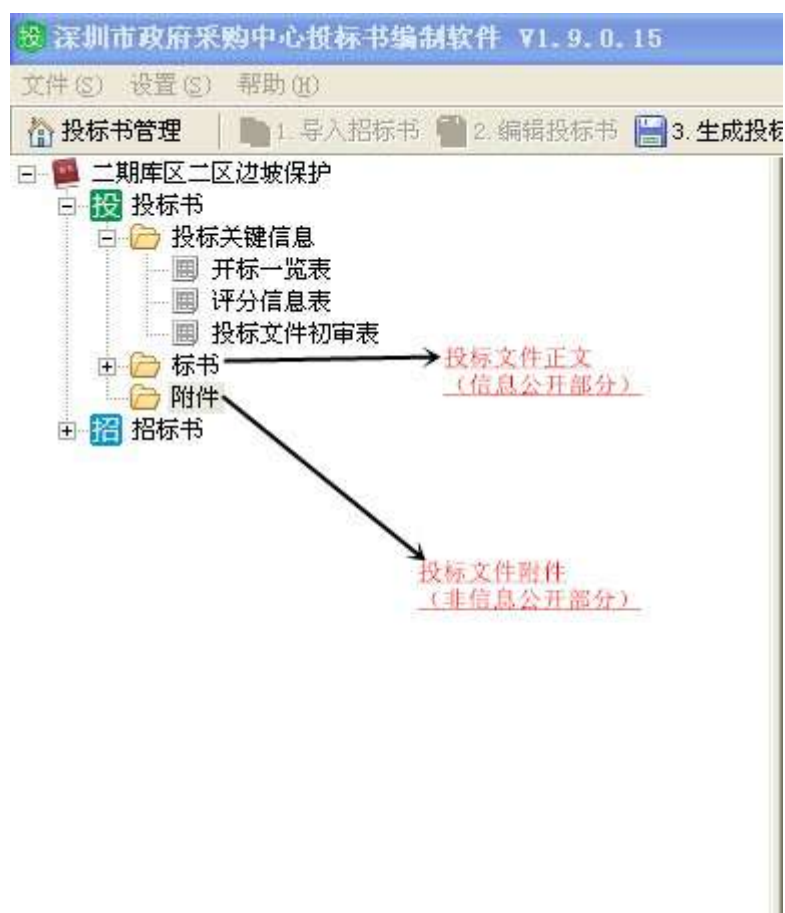 投 深圳市政府采购中心投标书编制软件 V1.9.0.15
文件(S) 设置(S) 帮助(H)
投标书管理 1. 导入招标书 2. 编辑投标书 3. 生成投标
二期库区二区边坡保护
投 投标书
投标关键信息
开标一览表
评分信息表
投标文件初审表
标书
投标文件正文
（信息公开部分）
附件
招 招标书
投标文件附件
（非信息公开部分）